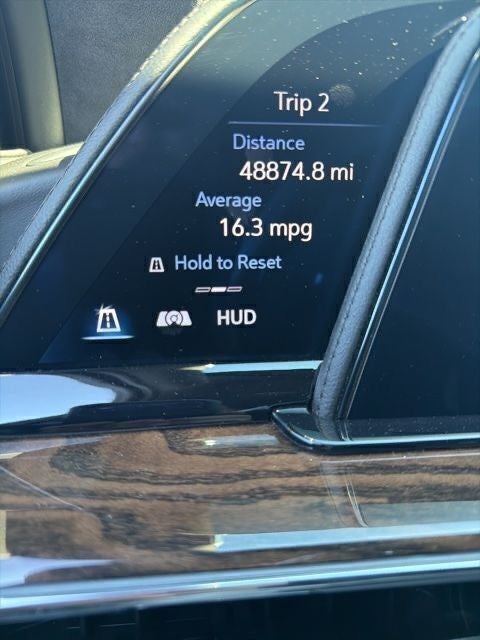 Trip 2
Distance
48874.8 mi
Average
16.3 mpg
Hold to Reset
HUD